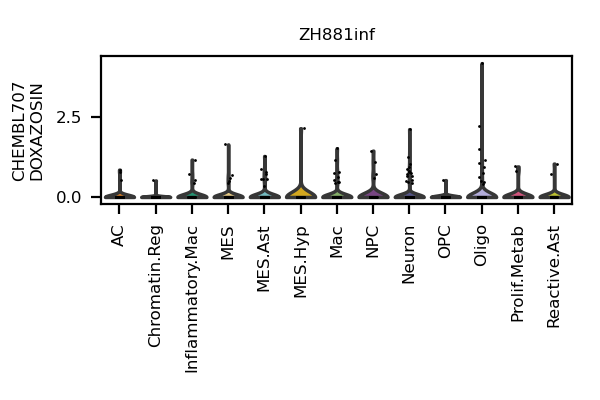 ZH881inf
CHEMBL707
DOXAZOSIN
2.5
0.0
AC
Chromatin.Reg
Inflammatory.Mac
MES
MES.Ast
MES.Hyp
Mac
NPC
Neuron
OPC
Oligo
Prolif.Metab
Reactive.Ast